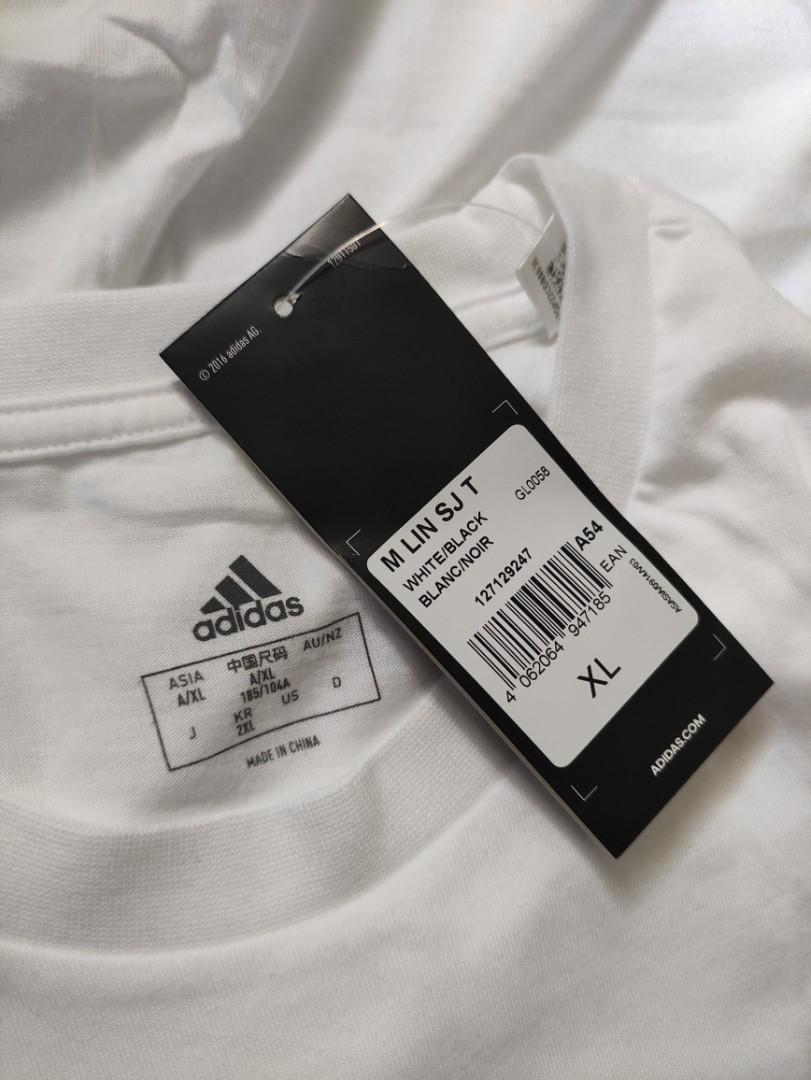 12011501
© 2016 adidas AG.
M LIN SJ T
GL0058
WHITE/BLACK
BLANC/NOIR
127129247
A54
EAN
4 062064 947185
XL
ADIDAS.COM
adidas
ASIA 中国尺码 AU/NZ
A/XL A/XL
185/104A
J KR US D
2XL
MADE IN CHINA